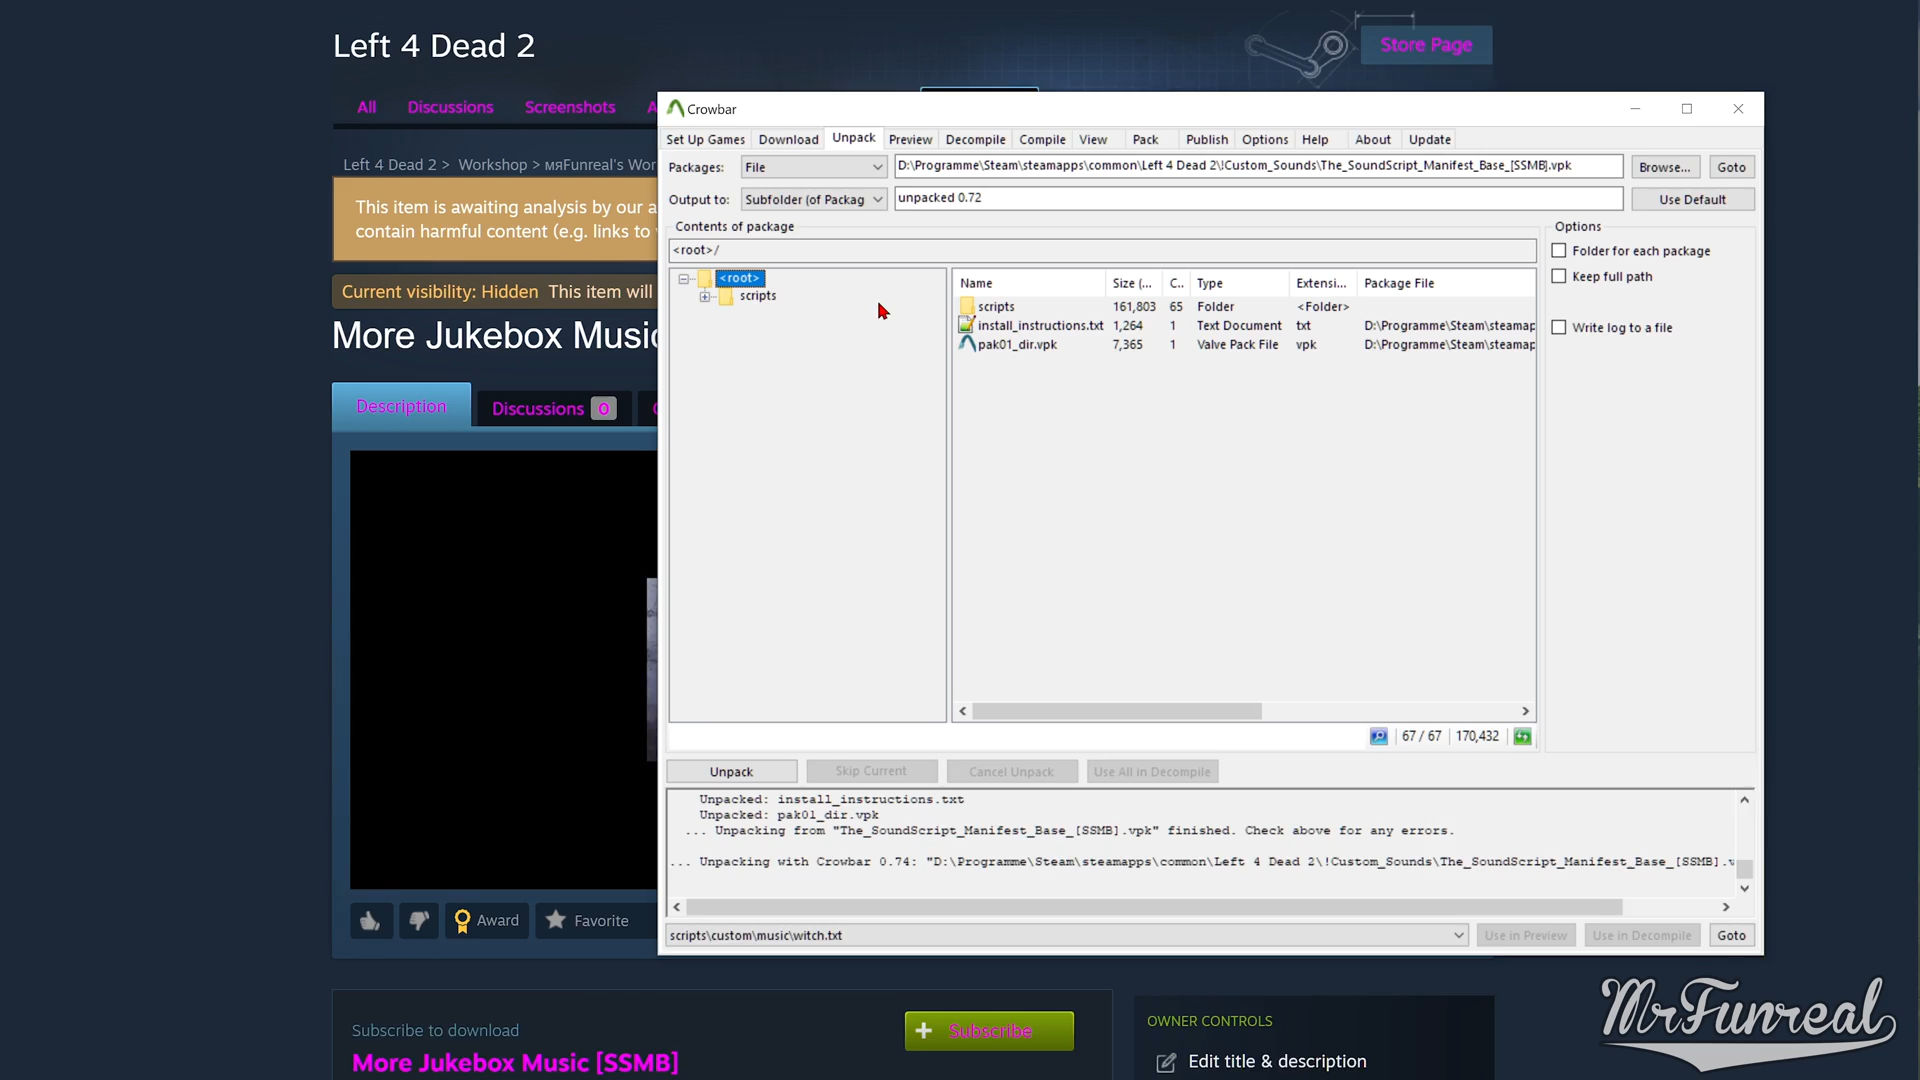 Left 4 Dead 2
Store Page
All Discussions Screenshots
Left 4 Dead 2 > Workshop > мяFunreal's Wor
This item is awaiting analysis by our a
contain harmful content (e.g. links to
Current visibility: Hidden This item will
More Jukebox Music
Description
Discussions 0
Award
Favorite
Subscribe to download
More Jukebox Music [SSMB]
Subscribe
OWNER CONTROLS
Edit title & description
Crowbar
Set Up Games Download Unpack Preview Decompile Compile View Pack Publish Options Help About Update
Packages: File D:\Programme\Steam\steamapps\common\Left 4 Dead 2\!Custom_Sounds\The_SoundScript_Manifest_Base_[SSMB].vpk Browse... Goto
Output to: Subfolder (of Packag unpacked 0.72 Use Default
Contents of package
<root>/
<root>
scripts
Name Size (... C.. Type Extensi... Package File
scripts 161,803 65 Folder <Folder>
install_instructions.txt 1,264 1 Text Document txt D:\Programme\Steam\steamap
pak01_dir.vpk 7,365 1 Valve Pack File vpk D:\Programme\Steam\steamap
Options
Folder for each package
Keep full path
Write log to a file
67 / 67 170,432
Unpack Skip Current Cancel Unpack Use All in Decompile
Unpacked: install_instructions.txt
Unpacked: pak01_dir.vpk
... Unpacking from "The_SoundScript_Manifest_Base_[SSMB].vpk" finished. Check above for any errors.
... Unpacking with Crowbar 0.74: "D:\Programme\Steam\steamapps\common\Left 4 Dead 2\!Custom_Sounds\The_SoundScript_Manifest_Base_[SSMB].v
scripts\custom\music\witch.txt Use in Preview Use in Decompile Goto
MrFunreal